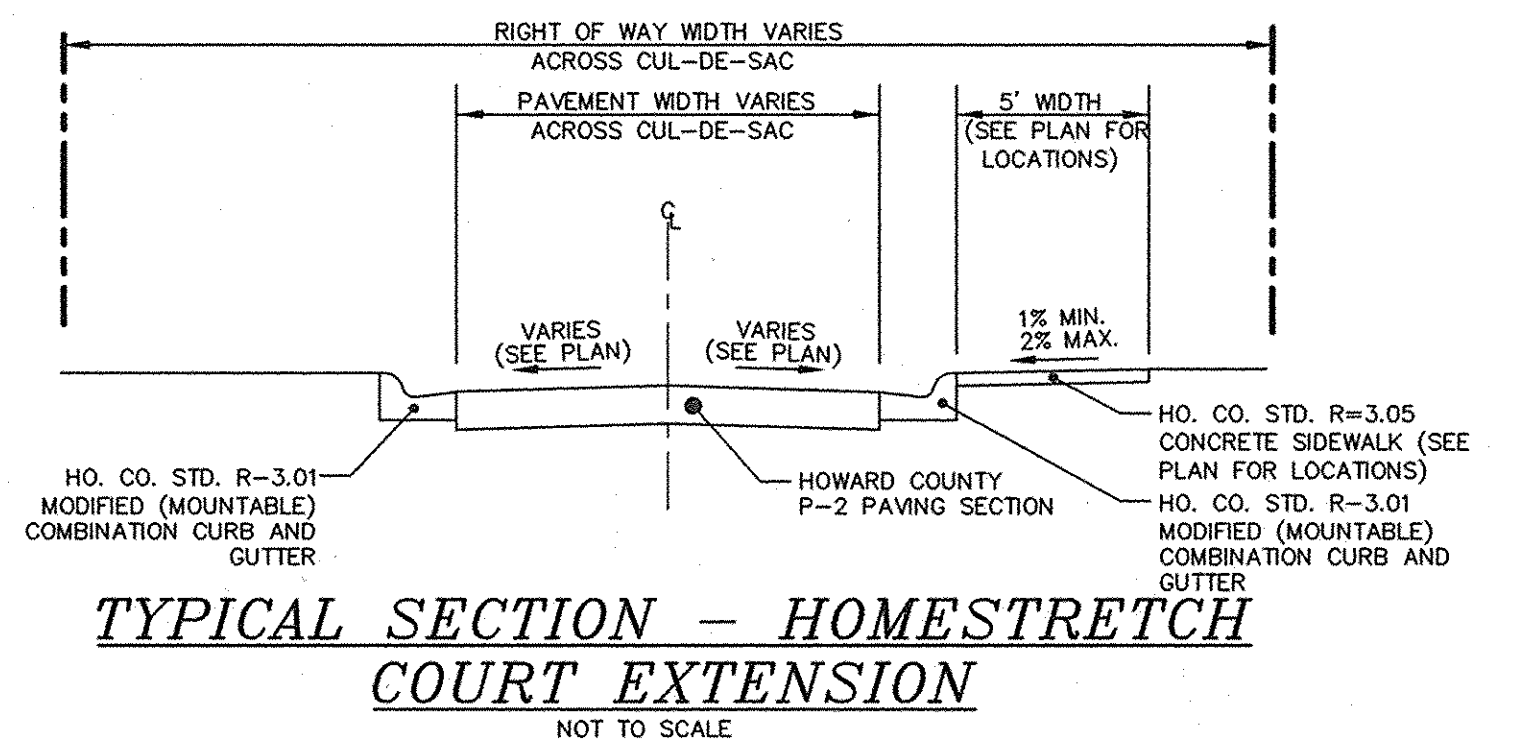 RIGHT OF WAY WIDTH VARIES
ACROSS CUL-DE-SAC
PAVEMENT WIDTH VARIES
ACROSS CUL-DE-SAC
5' WIDTH
(SEE PLAN FOR
LOCATIONS)
CL
VARIES
(SEE PLAN)
VARIES
(SEE PLAN)
1% MIN.
2% MAX.
HO. CO. STD. R-3.01
MODIFIED (MOUNTABLE)
COMBINATION CURB AND
GUTTER
HOWARD COUNTY
P-2 PAVING SECTION
HO. CO. STD. R=3.05
CONCRETE SIDEWALK (SEE
PLAN FOR LOCATIONS)
HO. CO. STD. R-3.01
MODIFIED (MOUNTABLE)
COMBINATION CURB AND
GUTTER
TYPICAL SECTION - HOMESTRETCH
COURT EXTENSION
NOT TO SCALE